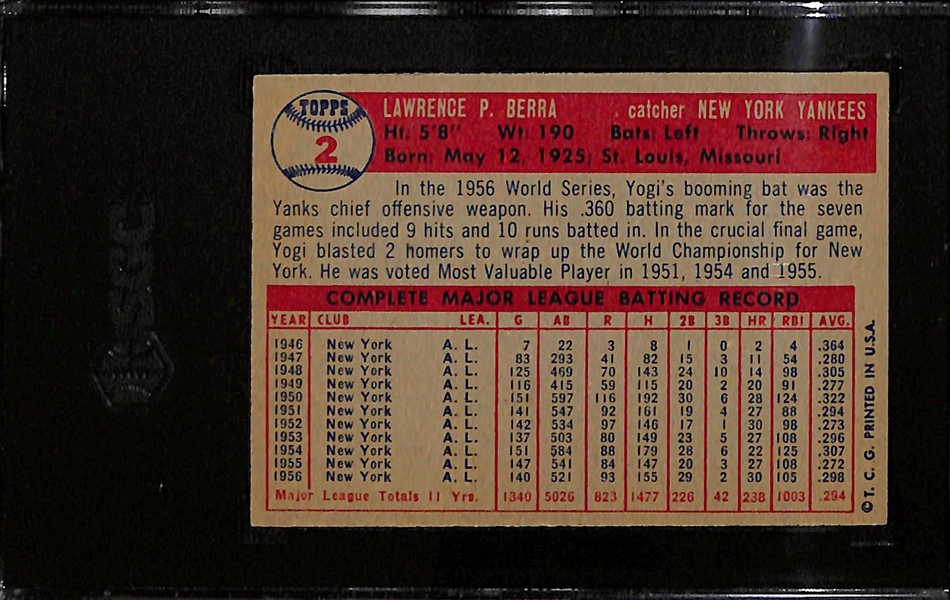 TOPPS
2
LAWRENCE P. BERRA . catcher NEW YORK YANKEES
Ht: 5'8" Wt: 190 Bats: Left Throws: Right
Born: May 12, 1925; St. Louis, Missouri
In the 1956 World Series, Yogi's booming bat was the
Yanks chief offensive weapon. His .360 batting mark for the seven
games included 9 hits and 10 runs batted in. In the crucial final game,
Yogi blasted 2 homers to wrap up the World Championship for New
York. He was voted Most Valuable Player in 1951, 1954 and 1955.
COMPLETE MAJOR LEAGUE BATTING RECORD
YEAR CLUB LEA. G AB R H 2B 3B HR RBI AVG.
1946 New York A. L. 7 22 3 8 1 0 2 4 .364
1947 New York A. L. 83 293 41 82 15 3 11 54 .280
1948 New York A. L. 125 469 70 143 24 10 14 98 .305
1949 New York A. L. 116 415 59 115 20 2 20 91 .277
1950 New York A. L. 151 597 116 192 30 6 28 124 .322
1951 New York A. L. 141 547 92 161 19 4 27 88 .294
1952 New York A. L. 142 534 97 146 17 1 30 98 .273
1953 New York A. L. 137 503 80 149 23 5 27 108 .296
1954 New York A. L. 151 584 88 179 28 6 22 125 .307
1955 New York A. L. 147 541 84 147 20 3 27 108 .272
1956 New York A. L. 140 521 93 155 29 2 30 105 .298
Major League Totals 11 Yrs. 1340 5026 823 1477 226 42 238 1003 .294
© T. C. G. PRINTED IN U.S.A.
SGC